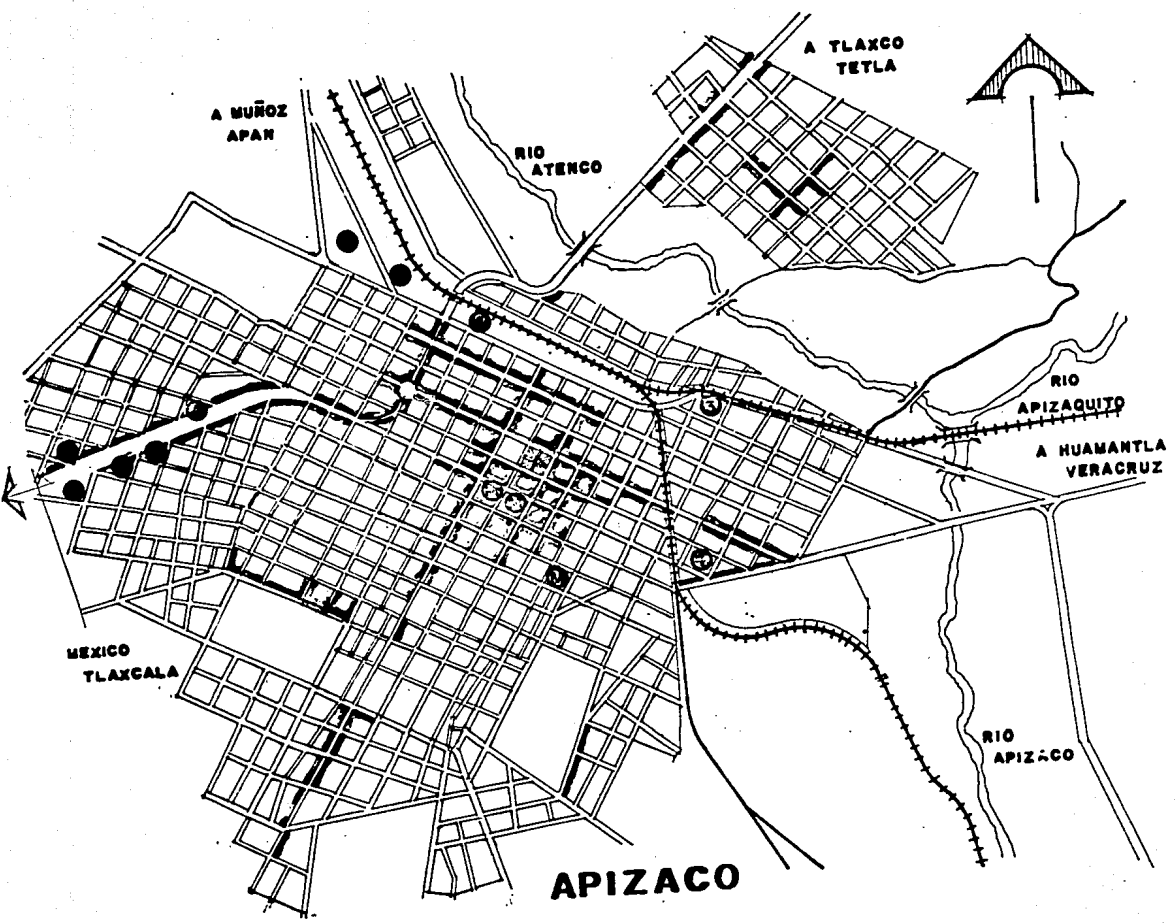 A TLAXCO
TETLA
A MUÑOZ
APAN
RIO
ATENCO
RIO
APIZAQUITO
A HUAMANTLA
VERACRUZ
MEXICO
TLAXCALA
RIO
APIZACO
APIZACO